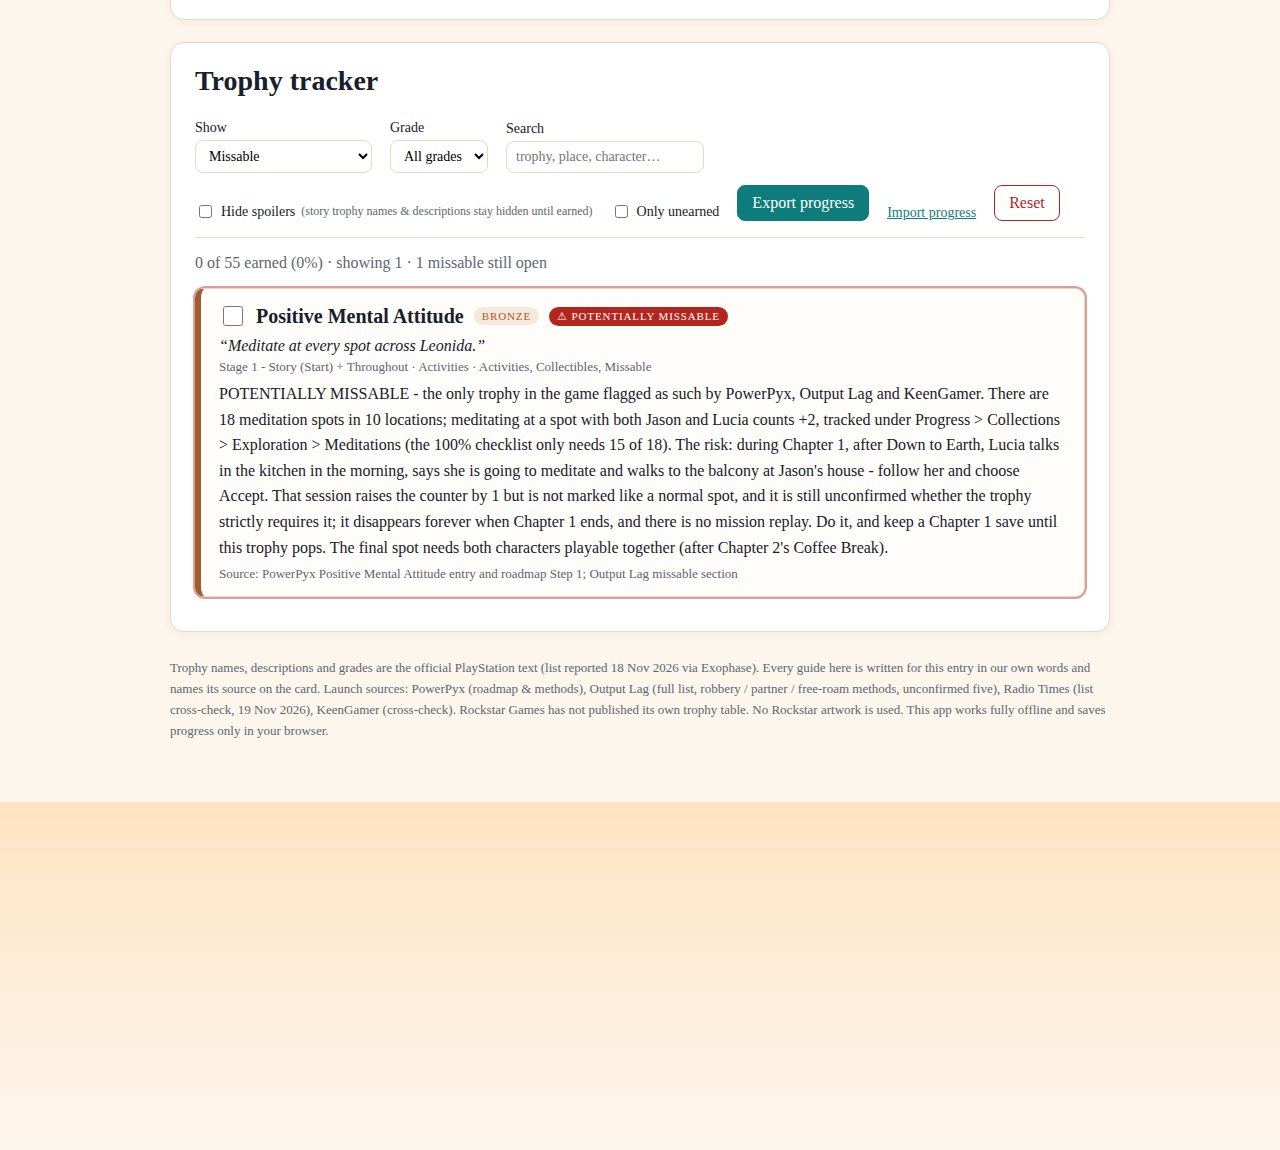 Trophy tracker
Show
Grade
Search
Missable
All grades
trophy, place, character…
Hide spoilers (story trophy names & descriptions stay hidden until earned)
Only unearned
Export progress
Import progress
Reset
0 of 55 earned (0%) · showing 1 · 1 missable still open
Positive Mental Attitude
BRONZE
⚠ POTENTIALLY MISSABLE
“Meditate at every spot across Leonida.”
Stage 1 - Story (Start) + Throughout · Activities · Activities, Collectibles, Missable
POTENTIALLY MISSABLE - the only trophy in the game flagged as such by PowerPyx, Output Lag and KeenGamer. There are
18 meditation spots in 10 locations; meditating at a spot with both Jason and Lucia counts +2, tracked under Progress > Collections
> Exploration > Meditations (the 100% checklist only needs 15 of 18). The risk: during Chapter 1, after Down to Earth, Lucia talks
in the kitchen in the morning, says she is going to meditate and walks to the balcony at Jason's house - follow her and choose
Accept. That session raises the counter by 1 but is not marked like a normal spot, and it is still unconfirmed whether the trophy
strictly requires it; it disappears forever when Chapter 1 ends, and there is no mission replay. Do it, and keep a Chapter 1 save until
this trophy pops. The final spot needs both characters playable together (after Chapter 2's Coffee Break).
Source: PowerPyx Positive Mental Attitude entry and roadmap Step 1; Output Lag missable section
Trophy names, descriptions and grades are the official PlayStation text (list reported 18 Nov 2026 via Exophase). Every guide here is written for this entry in our own words and
names its source on the card. Launch sources: PowerPyx (roadmap & methods), Output Lag (full list, robbery / partner / free-roam methods, unconfirmed five), Radio Times (list
cross-check, 19 Nov 2026), KeenGamer (cross-check). Rockstar Games has not published its own trophy table. No Rockstar artwork is used. This app works fully offline and saves
progress only in your browser.